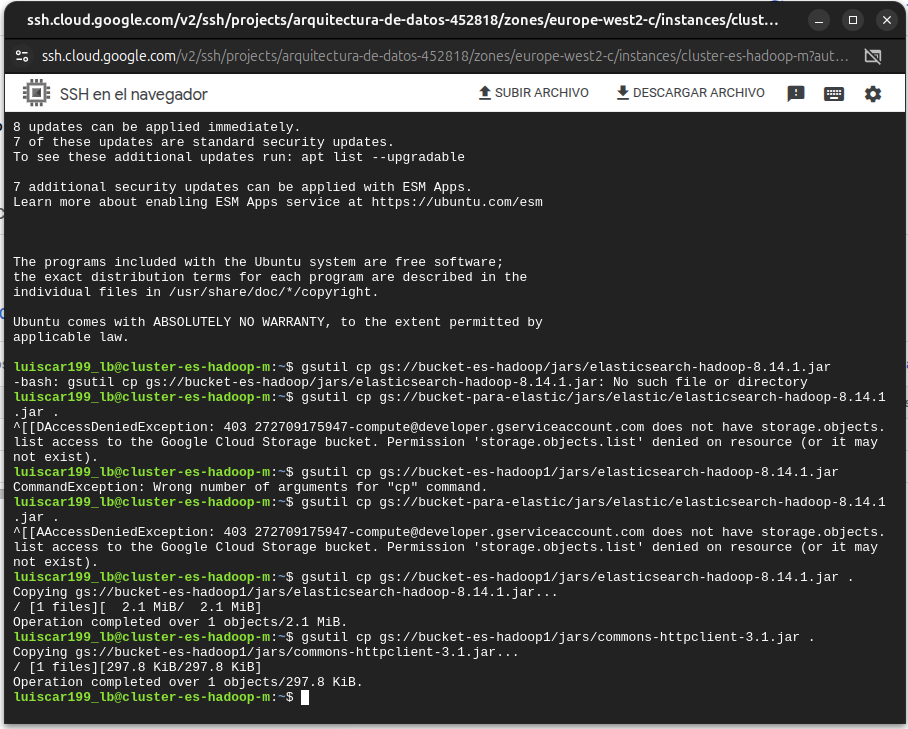 ssh.cloud.google.com/v2/ssh/projects/arquitectura-de-datos-452818/zones/europe-west2-c/instances/clust...
ssh.cloud.google.com/v2/ssh/projects/arquitectura-de-datos-452818/zones/europe-west2-c/instances/cluster-es-hadoop-m?aut...
SSH en el navegador
SUBIR ARCHIVO
DESCARGAR ARCHIVO
8 updates can be applied immediately.
7 of these updates are standard security updates.
To see these additional updates run: apt list --upgradable
7 additional security updates can be applied with ESM Apps.
Learn more about enabling ESM Apps service at https://ubuntu.com/esm
The programs included with the Ubuntu system are free software;
the exact distribution terms for each program are described in the
individual files in /usr/share/doc/*/copyright.
Ubuntu comes with ABSOLUTELY NO WARRANTY, to the extent permitted by
applicable law.
luiscar199_lb@cluster-es-hadoop-m:~$ gsutil cp gs://bucket-es-hadoop/jars/elasticsearch-hadoop-8.14.1.jar
-bash: gsutil cp gs://bucket-es-hadoop/jars/elasticsearch-hadoop-8.14.1.jar: No such file or directory
luiscar199_lb@cluster-es-hadoop-m:~$ gsutil cp gs://bucket-para-elastic/jars/elastic/elasticsearch-hadoop-8.14.1
.jar .
^[[DAccessDeniedException: 403 272709175947-compute@developer.gserviceaccount.com does not have storage.objects.
list access to the Google Cloud Storage bucket. Permission 'storage.objects.list' denied on resource (or it may
not exist).
luiscar199_lb@cluster-es-hadoop-m:~$ gsutil cp gs://bucket-es-hadoop1/jars/elasticsearch-hadoop-8.14.1.jar
CommandException: Wrong number of arguments for "cp" command.
luiscar199_lb@cluster-es-hadoop-m:~$ gsutil cp gs://bucket-para-elastic/jars/elastic/elasticsearch-hadoop-8.14.1
.jar .
^[[AAccessDeniedException: 403 272709175947-compute@developer.gserviceaccount.com does not have storage.objects.
list access to the Google Cloud Storage bucket. Permission 'storage.objects.list' denied on resource (or it may
not exist).
luiscar199_lb@cluster-es-hadoop-m:~$ gsutil cp gs://bucket-es-hadoop1/jars/elasticsearch-hadoop-8.14.1.jar .
Copying gs://bucket-es-hadoop1/jars/elasticsearch-hadoop-8.14.1.jar...
/ [1 files][  2.1 MiB/  2.1 MiB]
Operation completed over 1 objects/2.1 MiB.
luiscar199_lb@cluster-es-hadoop-m:~$ gsutil cp gs://bucket-es-hadoop1/jars/commons-httpclient-3.1.jar .
Copying gs://bucket-es-hadoop1/jars/commons-httpclient-3.1.jar...
/ [1 files][297.8 KiB/297.8 KiB]
Operation completed over 1 objects/297.8 KiB.
luiscar199_lb@cluster-es-hadoop-m:~$